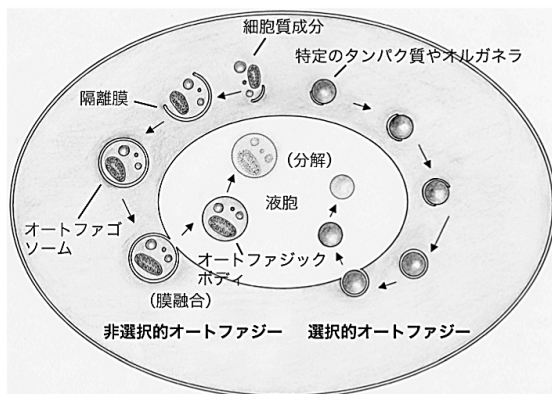 細胞質成分
特定のタンパク質やオルガネラ
隔離膜
(分解)
液胞
オートファゴ
ソーム
オートファジック
ボディ
(膜融合)
非選択的オートファジー
選択的オートファジー